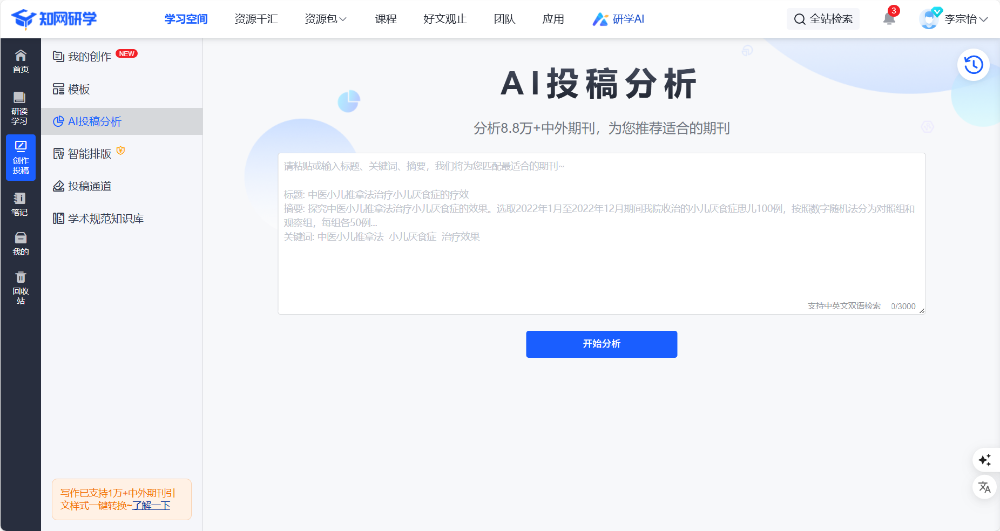 知网研学
学习空间
资源千汇
资源包
课程
好文观止
团队
应用
研学AI
全站检索
3
李宗怡
首页
研读
学习
创作
投稿
笔记
我的
回收
站
我的创作 NEW
模板
AI投稿分析
智能排版
投稿通道
学术规范知识库
写作已支持1万+中外期刊引
文样式一键转换~了解一下
AI投稿分析
分析8.8万+中外期刊，为您推荐适合的期刊
请粘贴或输入标题、关键词、摘要，我们将为您匹配最适合的期刊~
标题: 中医小儿推拿法治疗小儿厌食症的疗效
摘要: 探究中医小儿推拿法治疗小儿厌食症的效果。选取2022年1月至2022年12月期间我院收治的小儿厌食症患儿100例，按照数字随机法分为对照组和
观察组，每组各50例...
关键词: 中医小儿推拿法 小儿厌食症 治疗效果
支持中英文双语检索 0/3000
开始分析